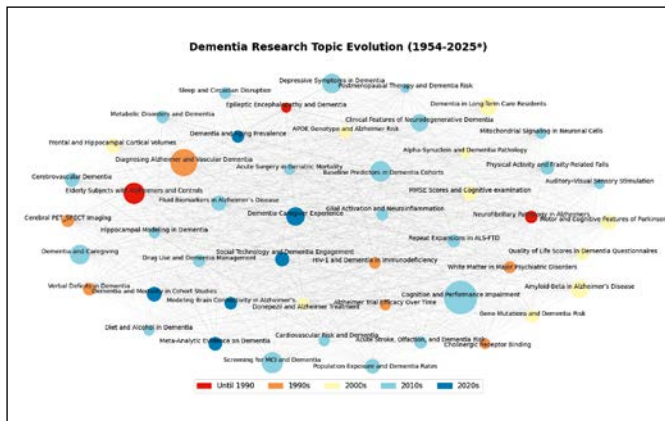 Dementia Research Topic Evolution (1954-2025*)
Depressive Symptoms in Dementia
Postmenopausal Therapy and Dementia Risk
Sleep and Circadian Disruption
Epileptic Encephalopathy and Dementia
Dementia in Long-Term Care Residents
Metabolic Disorders and Dementia
Clinical Features of Neurodegenerative Dementia
Dementia and Aging Prevalence
APOE Genotype and Alzheimer Risk
Mitochondrial Signaling in Neuronal Cells
Frontal and Hippocampal Cortical Volumes
Alpha-Synuclein and Dementia Pathology
Diagnosing Alzheimer and Vascular Dementia
Acute Surgery in Geriatric Mortality
Baseline Predictors in Dementia Cohorts
Physical Activity and Frailty-Related Falls
Cerebrovascular Dementia
Auditory-Visual Sensory Stimulation
Elderly Subjects with Alzheimers and Controls
MMSE Scores and Cognitive examination
Fluid Biomarkers in Alzheimer's Disease
Glial Activation and Neuroinflammation
Dementia Caregiver Experience
Neurofibrillary Pathology in Alzheimers
Cerebral PET/SPECT Imaging
Motor and Cognitive Features of Parkinson
Hippocampal Modeling in Dementia
Repeat Expansions in ALS-FTD
Dementia and Caregiving
Social Technology and Dementia Engagement
Quality of Life Scores in Dementia Questionnaires
Drug Use and Dementia Management
HIV-1 and Dementia in Immunodeficiency
White Matter in Major Psychiatric Disorders
Verbal Deficits in Dementia
Dementia and Mortality in Cohort Studies
Cognitive and Performance Impairment
Amyloid-Beta in Alzheimer's Disease
Modeling Brain Connectivity in Alzheimer's
Donepezil and Alzheimer Treatment
Alzheimer Trial Efficacy Over Time
Gene Mutations and Dementia Risk
Diet and Alcohol in Dementia
Cardiovascular Risk and Dementia
Meta-Analytic Evidence on Dementia
Acute Stroke, Olfaction, and Dementia Risk
Cholinergic Receptor Binding
Screening for MCI and Dementia
Population Exposure and Dementia Rates
Until 1990
1990s
2000s
2010s
2020s